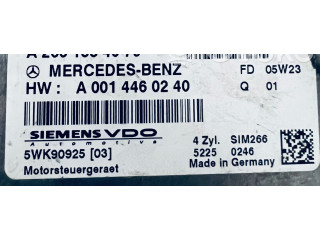 MERCEDES-BENZ FD 05W23
HW : A 001 446 02 40 Q 01
SIEMENS VDO
Automotive
4 Zyl. SIM266
5WK90925 [03] 5225 0246
Motorsteuergeraet Made in Germany